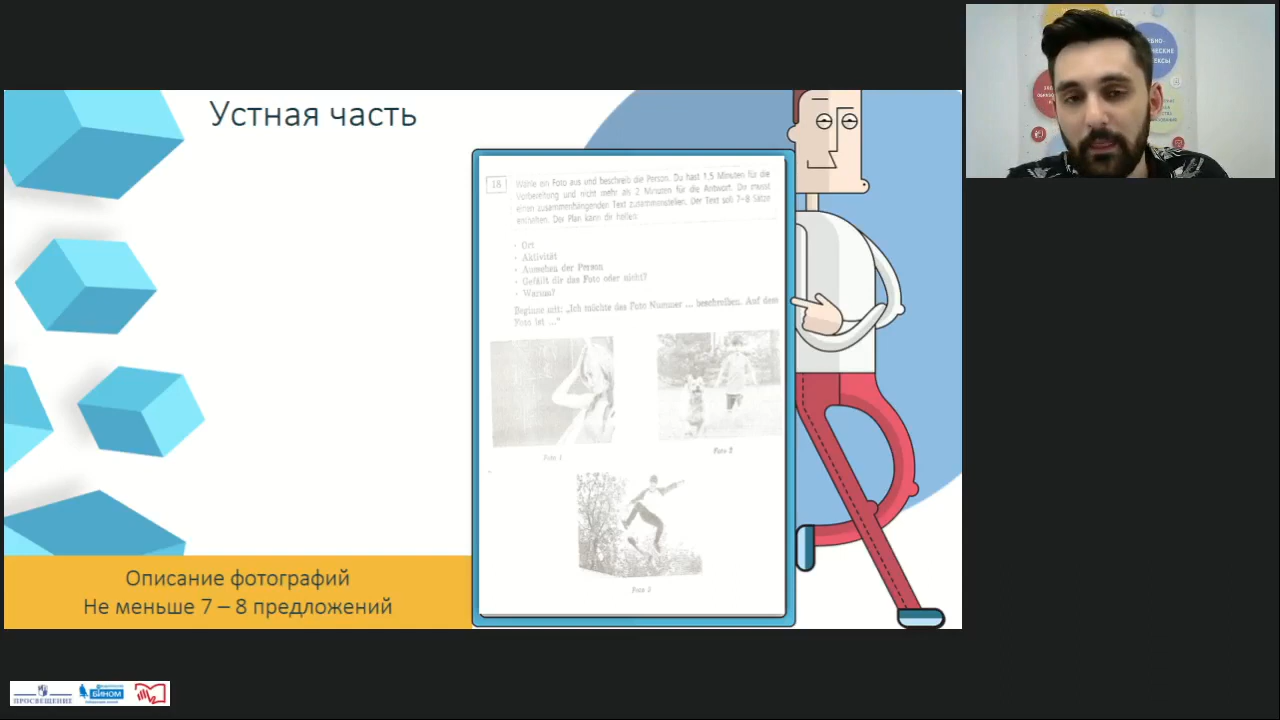 Устная часть
18
Wähle ein Foto aus und beschreib die Person. Du hast 1,5 Minuten für die
Vorbereitung und nicht mehr als 2 Minuten für die Antwort. Du musst
einen zusammenhängenden Text zusammenstellen. Der Text soll 7–8 Sätze
enthalten. Der Plan kann dir helfen:
· Ort
· Aktivität
· Aussehen der Person
· Gefällt dir das Foto oder nicht?
· Warum?
Beginne mit: „Ich möchte das Foto Nummer ... beschreiben. Auf dem
Foto ist ..."
Foto 1
Foto 2
Описание фотографий
Не меньше 7 – 8 предложений
ПРОСВЕЩЕНИЕ
БИНОМ